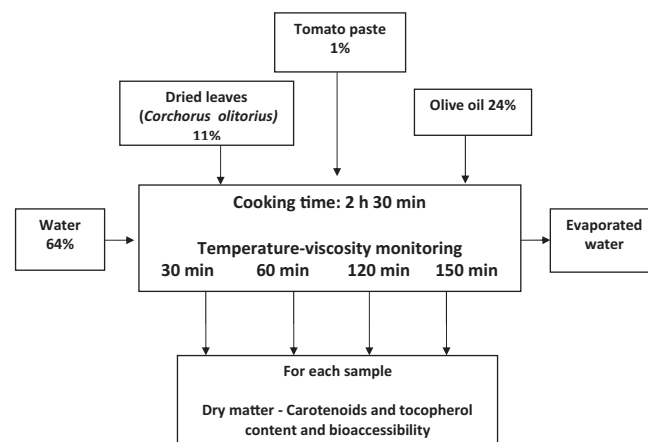 Tomato paste
1%
Dried leaves
(Corchorus olitorius)
11%
Olive oil 24%
Water
64%
Cooking time: 2 h 30 min
Temperature-viscosity monitoring
30 min 60 min 120 min 150 min
Evaporated
water
For each sample
Dry matter - Carotenoids and tocopherol
content and bioaccessibility